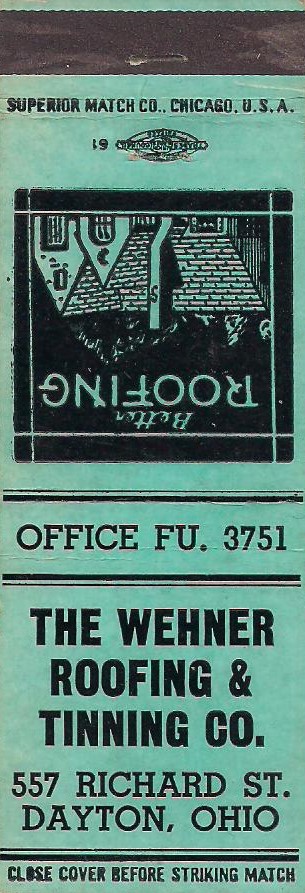 SUPERIOR MATCH CO., CHICAGO, U.S.A.
61
Better
ROOFING
OFFICE FU. 3751
THE WEHNER
ROOFING &
TINNING CO.
557 RICHARD ST.
DAYTON, OHIO
CLOSE COVER BEFORE STRIKING MATCH